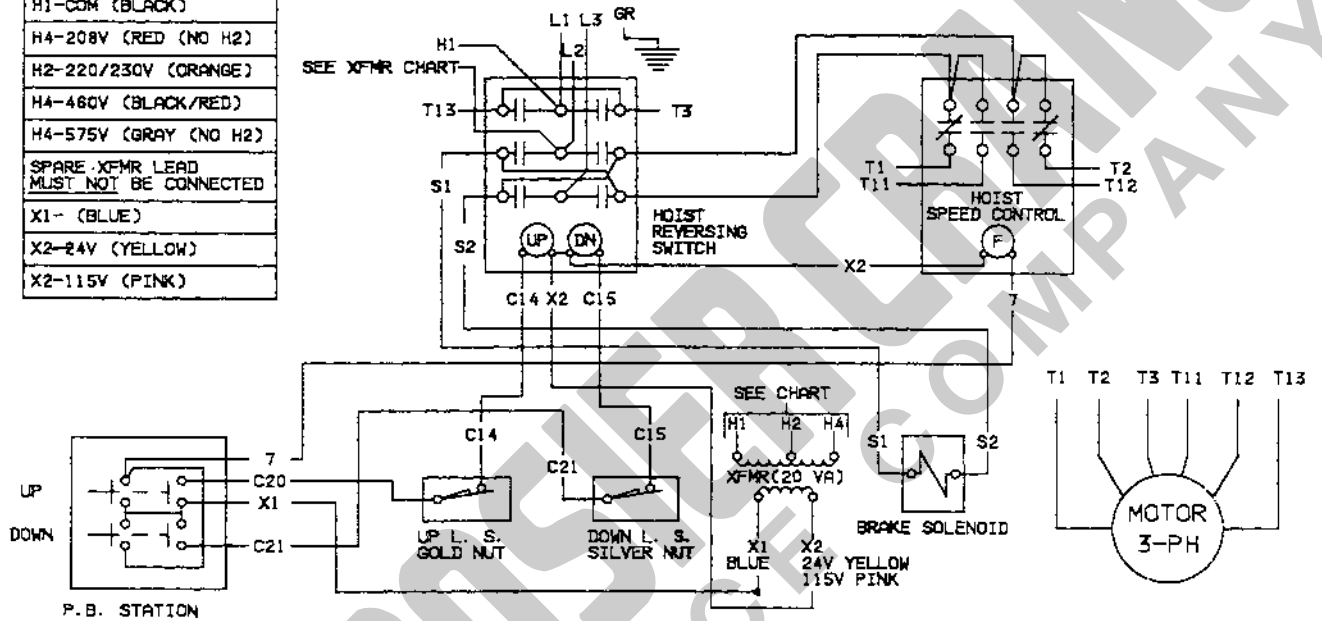 H1-COM (BLACK)
H4-208V (RED (NO H2)
H2-220/230V (ORANGE)
H4-460V (BLACK/RED)
H4-575V (GRAY (NO H2)
SPARE XFMR LEAD
MUST NOT BE CONNECTED
X1- (BLUE)
X2-24V (YELLOW)
X2-115V (PINK)
L1 L3 GR
H1
L2
SEE XFMR CHART
T13
T3
S1
S2
UP
DN
HOIST
REVERSING
SWITCH
C14 X2 C15
X2
T1
T11
T2
T12
HOIST
SPEED CONTROL
F
7
SEE CHART
H1 H2 H4
XFMR(20 VA)
X1
BLUE
X2
24V YELLOW
115V PINK
C14
C15
C21
UP L. S.
GOLD NUT
DOWN L. S.
SILVER NUT
S1
S2
BRAKE SOLENOID
T1 T2 T3 T11 T12 T13
MOTOR
3-PH
UP
DOWN
7
C20
X1
C21
P.B. STATION
COMPANY